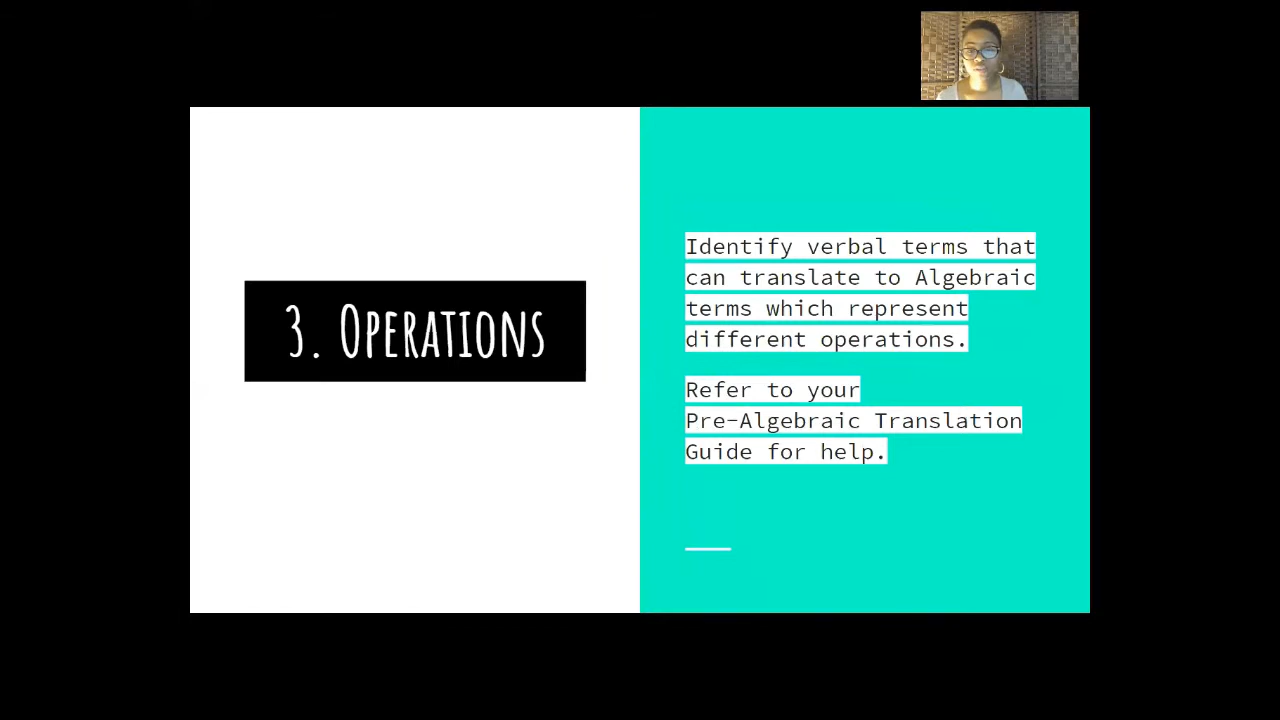 3. Operations
Identify verbal terms that
can translate to Algebraic
terms which represent
different operations.
Refer to your
Pre-Algebraic Translation
Guide for help.